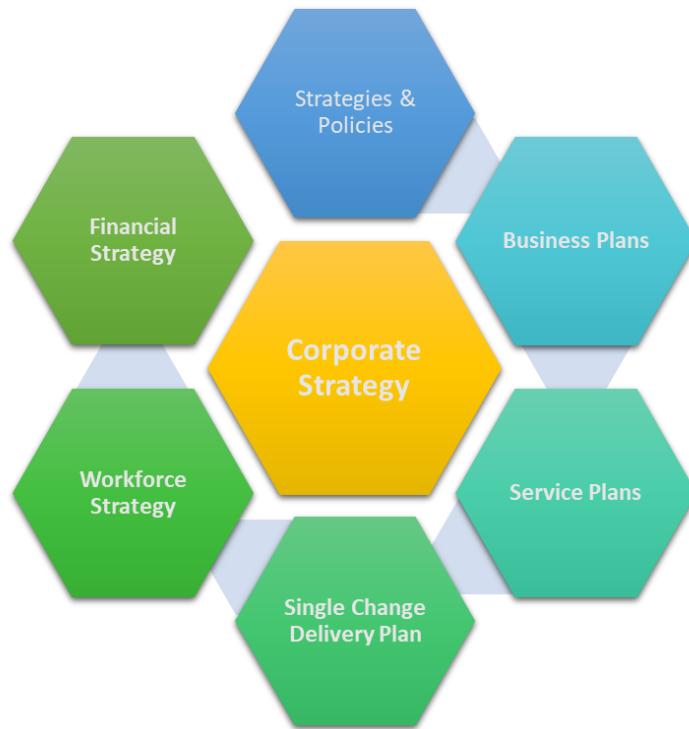 Strategies &
Policies
Financial
Strategy
Business Plans
Corporate
Strategy
Workforce
Strategy
Service Plans
Single Change
Delivery Plan